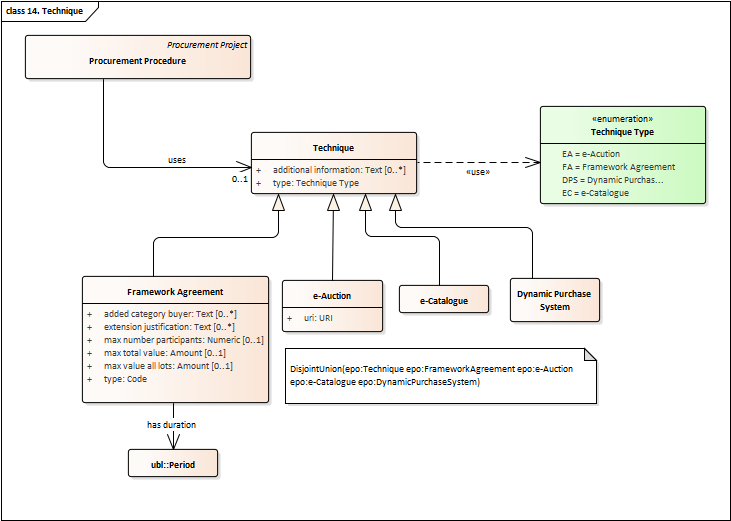 class 14. Technique
Procurement Project
Procurement Procedure
uses
0..1
Technique
+ additional information: Text [0..*]
+ type: Technique Type
«use»
«enumeration»
Technique Type
EA = e-Acution
FA = Framework Agreement
DPS = Dynamic Purchas...
EC = e-Catalogue
Framework Agreement
+ added category buyer: Text [0..*]
+ extension justification: Text [0..*]
+ max number participants: Numeric [0..1]
+ max total value: Amount [0..1]
+ max value all lots: Amount [0..1]
+ type: Code
e-Auction
+ uri: URI
e-Catalogue
Dynamic Purchase
System
DisjointUnion(epo:Technique epo:FrameworkAgreement epo:e-Auction
epo:e-Catalogue epo:DynamicPurchaseSystem)
has duration
ubl::Period